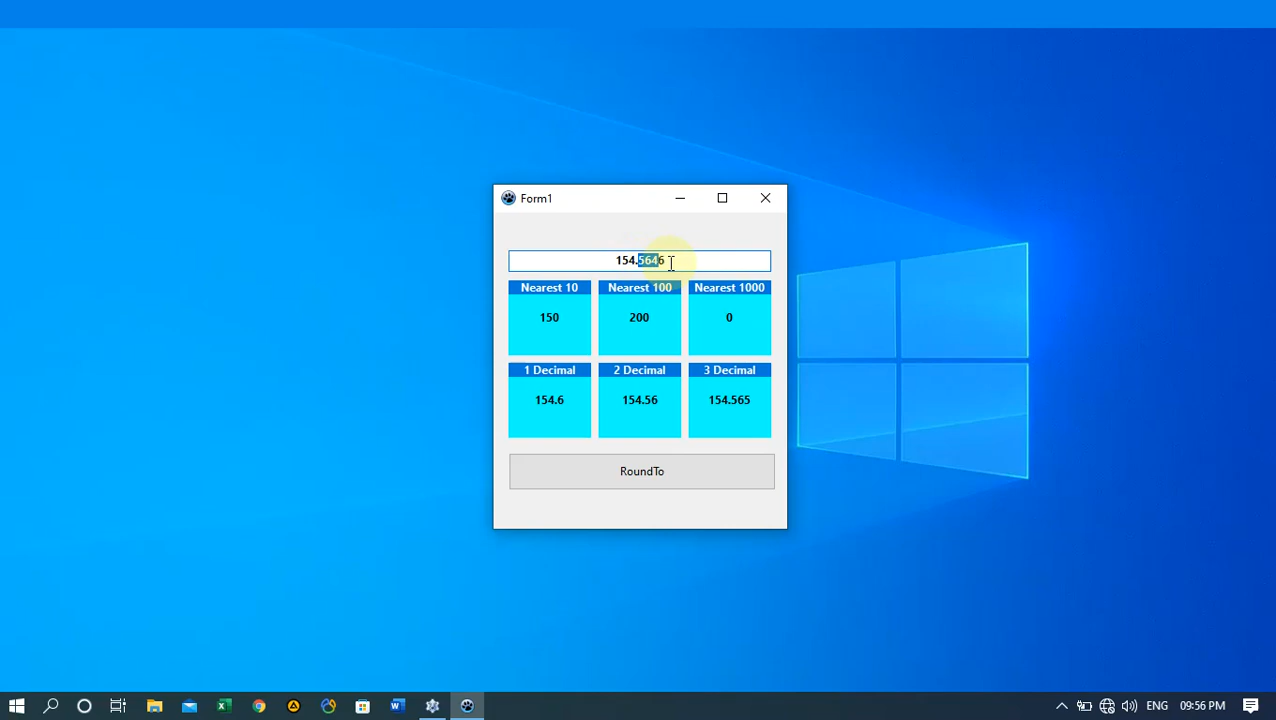 Form1
154.5646
Nearest 10 Nearest 100 Nearest 1000
150 200 0
1 Decimal 2 Decimal 3 Decimal
154.6 154.56 154.565
RoundTo
ENG 09:56 PM